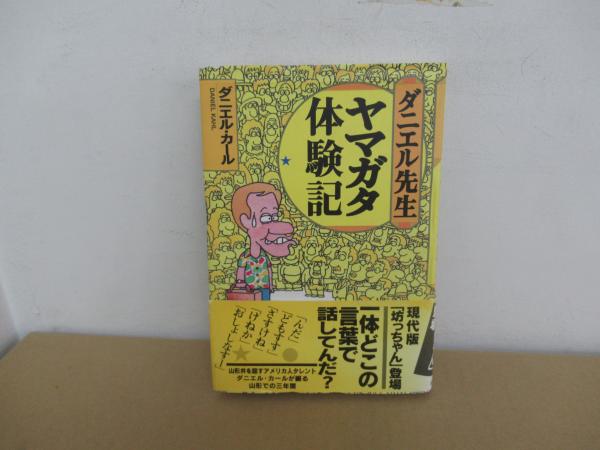 ダニエル先生
ヤマガタ
体験記
ダニエル・カール
DANIEL KAHL
現代版
「坊っちゃん」登場
一体どこの
言葉で
話してんだ?
「んだ」
「どもすす」
「さすけね」
「けねか」
おしょしなず!
山形弁を話すアメリカ人タレント
ダニエル・カールが綴る
山形での三年間